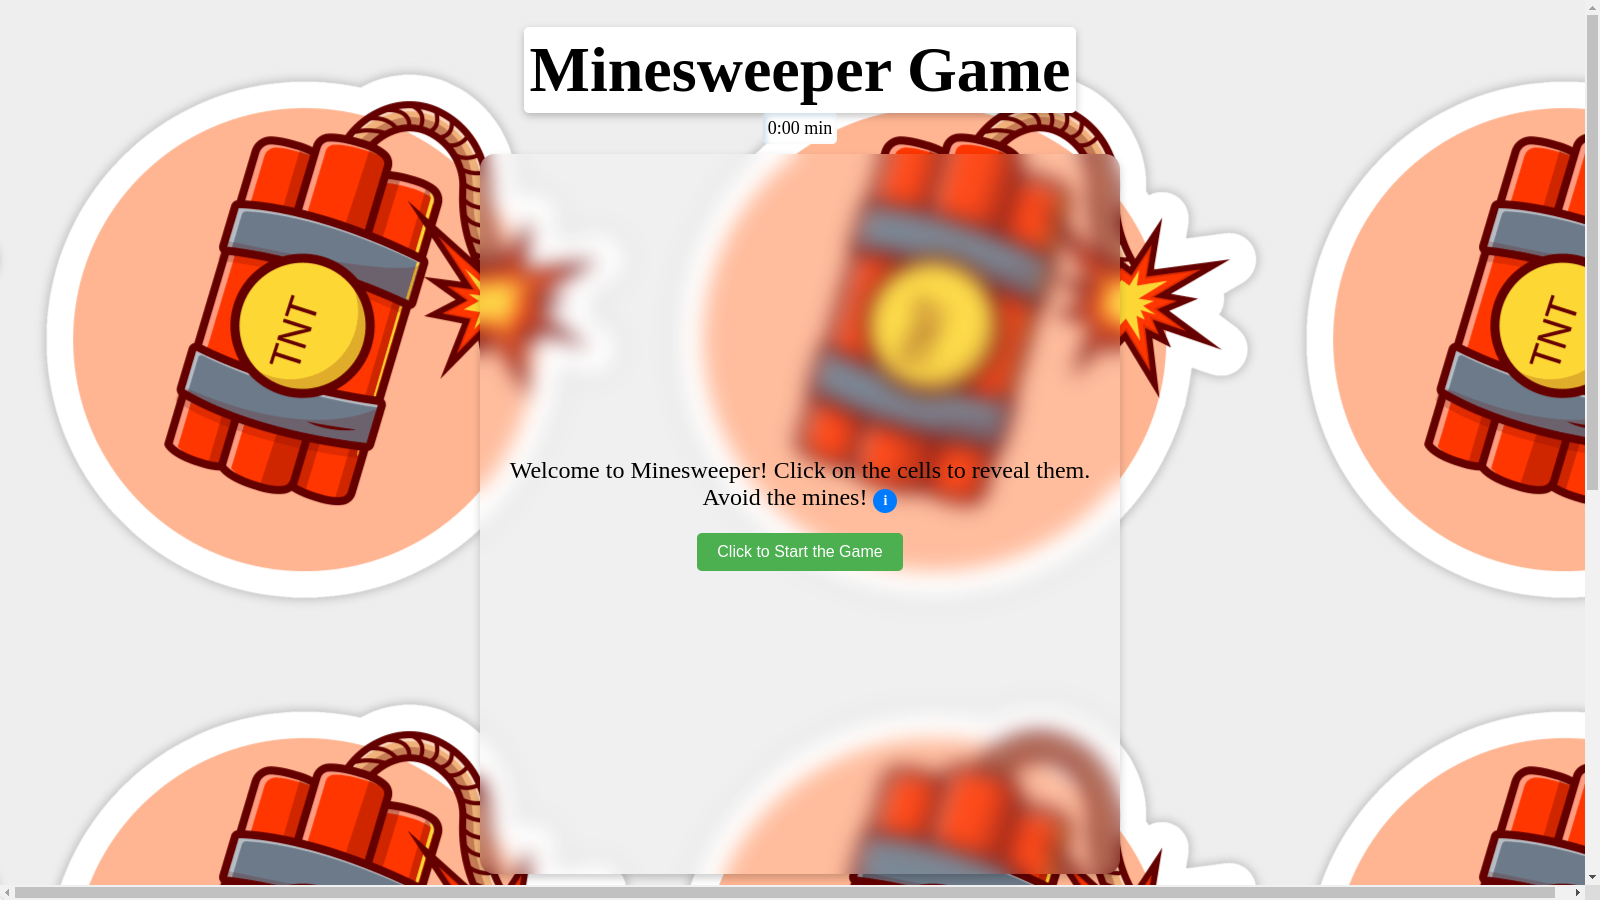 Minesweeper Game
0:00 min
TNT
TNT
Welcome to Minesweeper! Click on the cells to reveal them.
Avoid the mines! i
Click to Start the Game